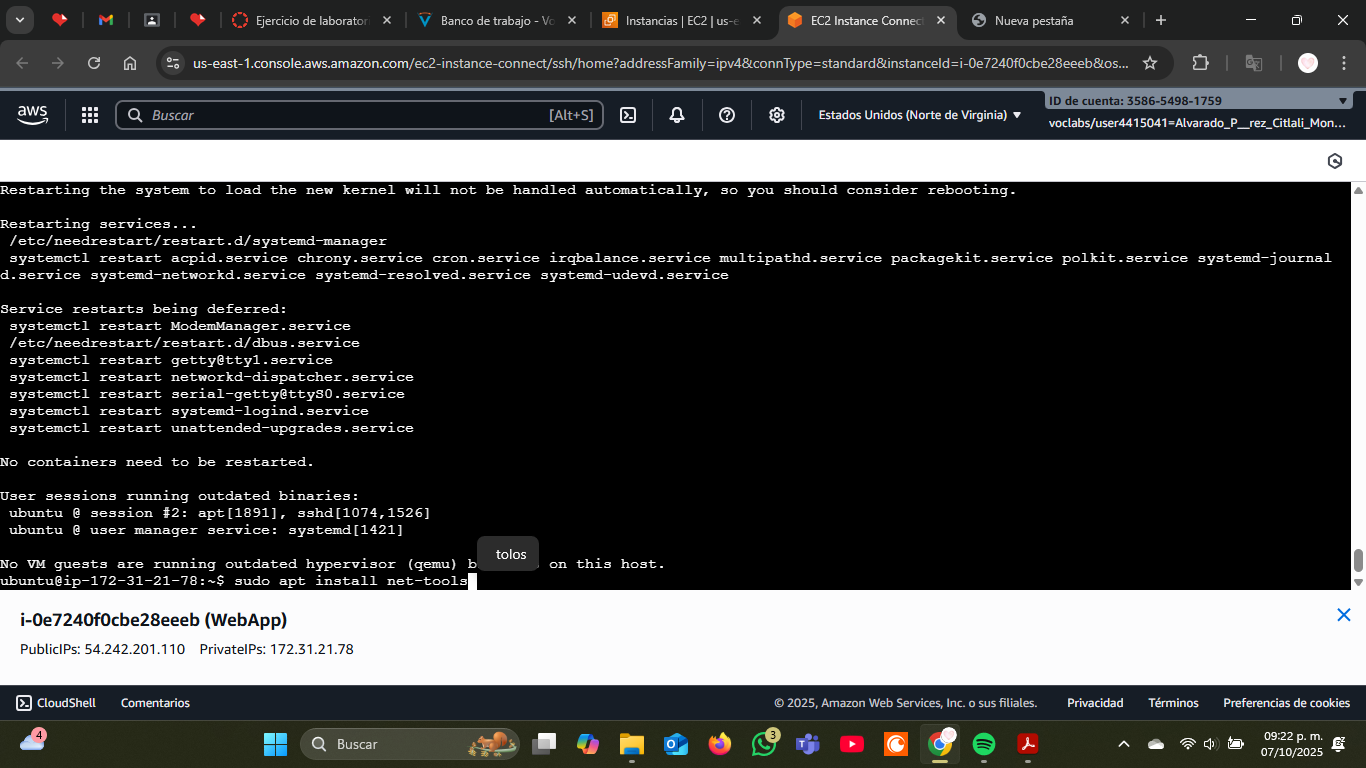 Ejercicio de laboratori
Banco de trabajo - Vo
Instancias | EC2 | us-e
EC2 Instance Connect
Nueva pestaña
us-east-1.console.aws.amazon.com/ec2-instance-connect/ssh/home?addressFamily=ipv4&connType=standard&instanceId=i-0e7240f0cbe28eeeb&os...
aws
Buscar
[Alt+S]
Estados Unidos (Norte de Virginia)
ID de cuenta: 3586-5498-1759
voclabs/user4415041=Alvarado_P__rez_Citlali_Mon...
Restarting the system to load the new kernel will not be handled automatically, so you should consider rebooting.
Restarting services...
/etc/needrestart/restart.d/systemd-manager
systemctl restart acpid.service chrony.service cron.service irqbalance.service multipathd.service packagekit.service polkit.service systemd-journal
d.service systemd-networkd.service systemd-resolved.service systemd-udevd.service
Service restarts being deferred:
systemctl restart ModemManager.service
/etc/needrestart/restart.d/dbus.service
systemctl restart getty@tty1.service
systemctl restart networkd-dispatcher.service
systemctl restart serial-getty@ttyS0.service
systemctl restart systemd-logind.service
systemctl restart unattended-upgrades.service
No containers need to be restarted.
User sessions running outdated binaries:
ubuntu @ session #2: apt[1891], sshd[1074,1526]
ubuntu @ user manager service: systemd[1421]
tolos
No VM guests are running outdated hypervisor (qemu) b on this host.
ubuntu@ip-172-31-21-78:~$ sudo apt install net-tools
i-0e7240f0cbe28eeeb (WebApp)
PublicIPs: 54.242.201.110 PrivateIPs: 172.31.21.78
CloudShell
Comentarios
© 2025, Amazon Web Services, Inc. o sus filiales.
Privacidad
Términos
Preferencias de cookies
4
Buscar
3
09:22 p. m.
07/10/2025